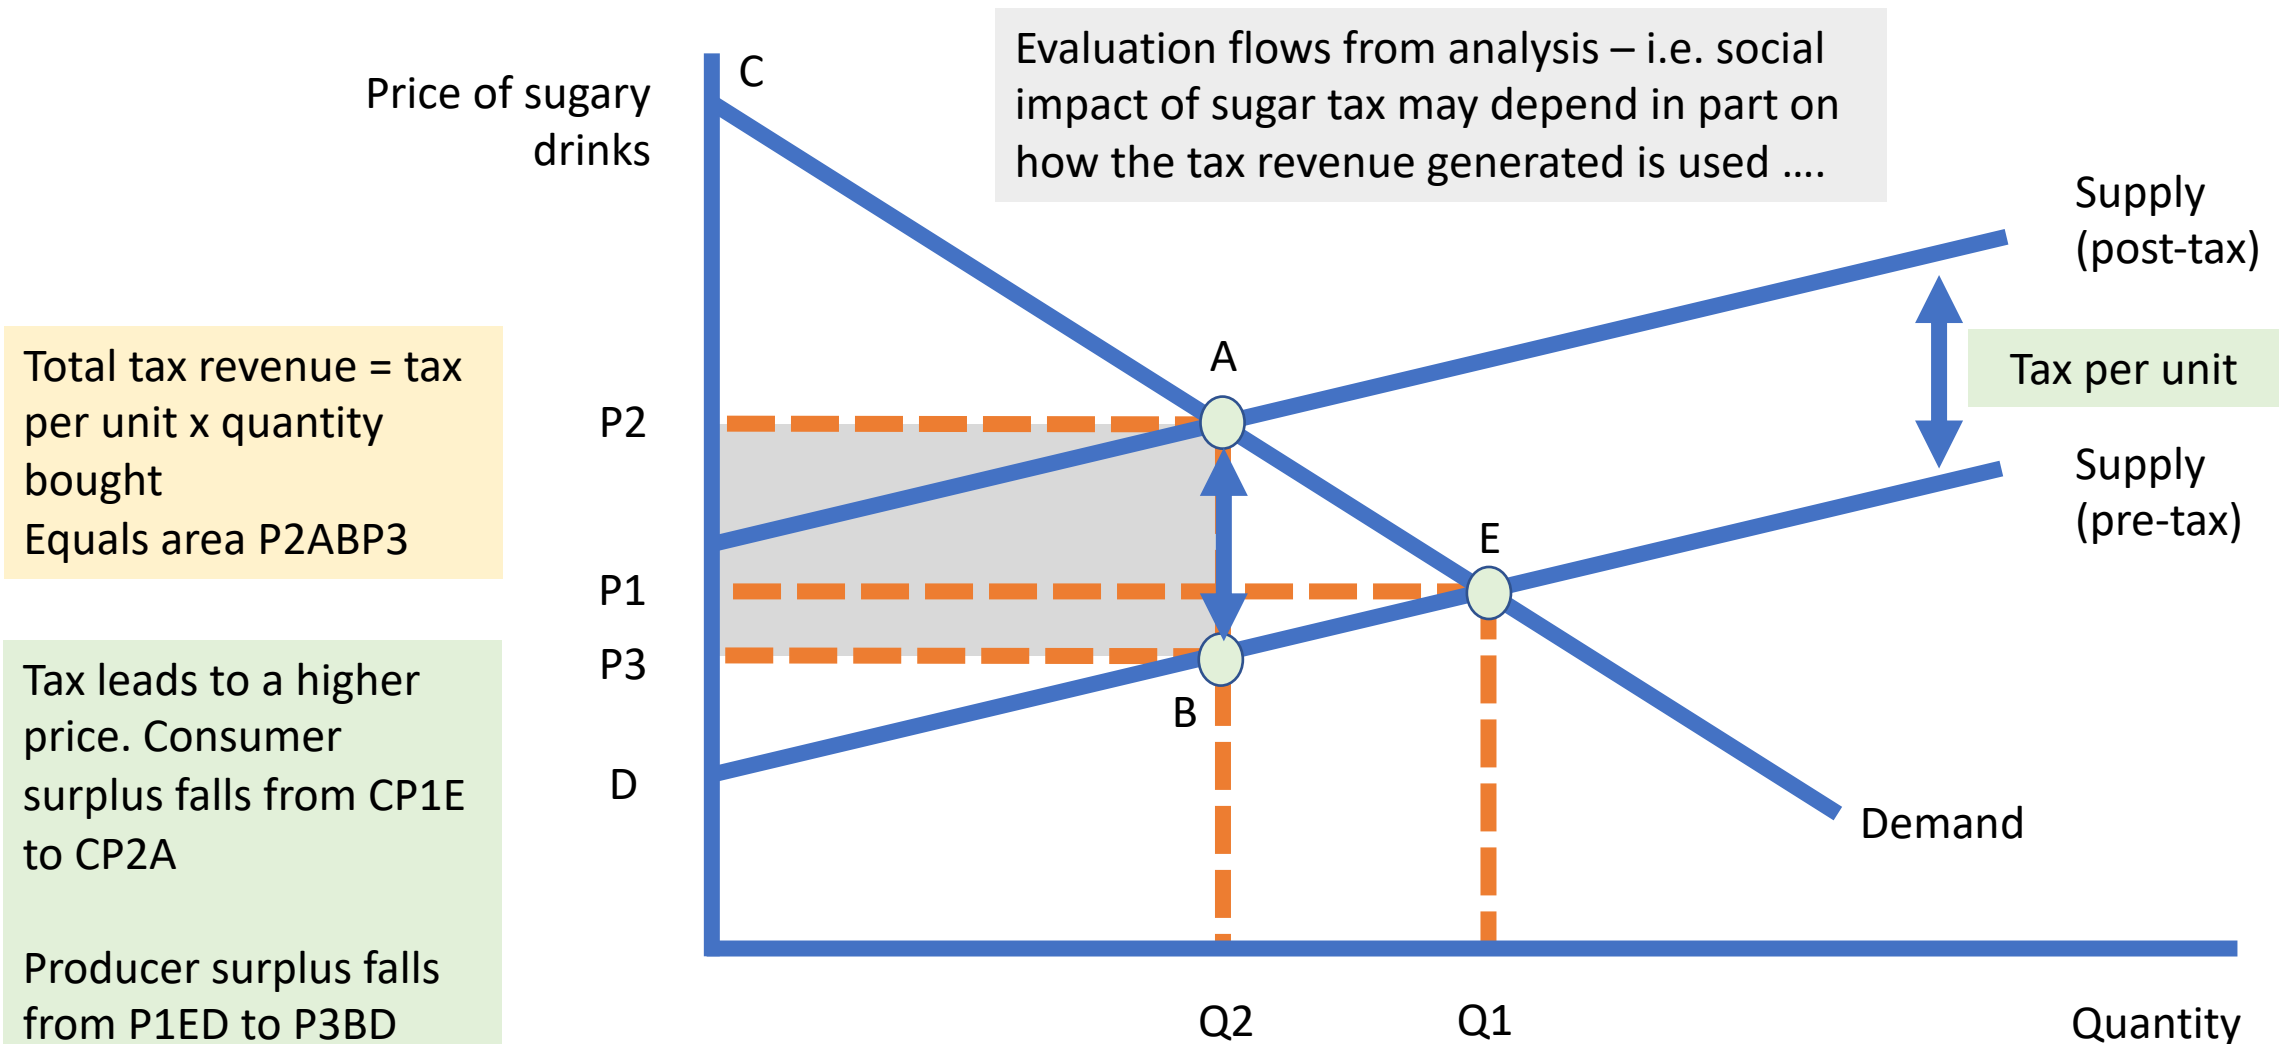 C
Price of sugary
drinks
Evaluation flows from analysis – i.e. social
impact of sugar tax may depend in part on
how the tax revenue generated is used ….
Supply
(post-tax)
Total tax revenue = tax
per unit x quantity
bought
Equals area P2ABP3
A
Tax per unit
P2
Supply
(pre-tax)
E
P1
P3
Tax leads to a higher
price. Consumer
surplus falls from CP1E
to CP2A
Producer surplus falls
from P1ED to P3BD
B
D
Demand
Q2
Q1
Quantity